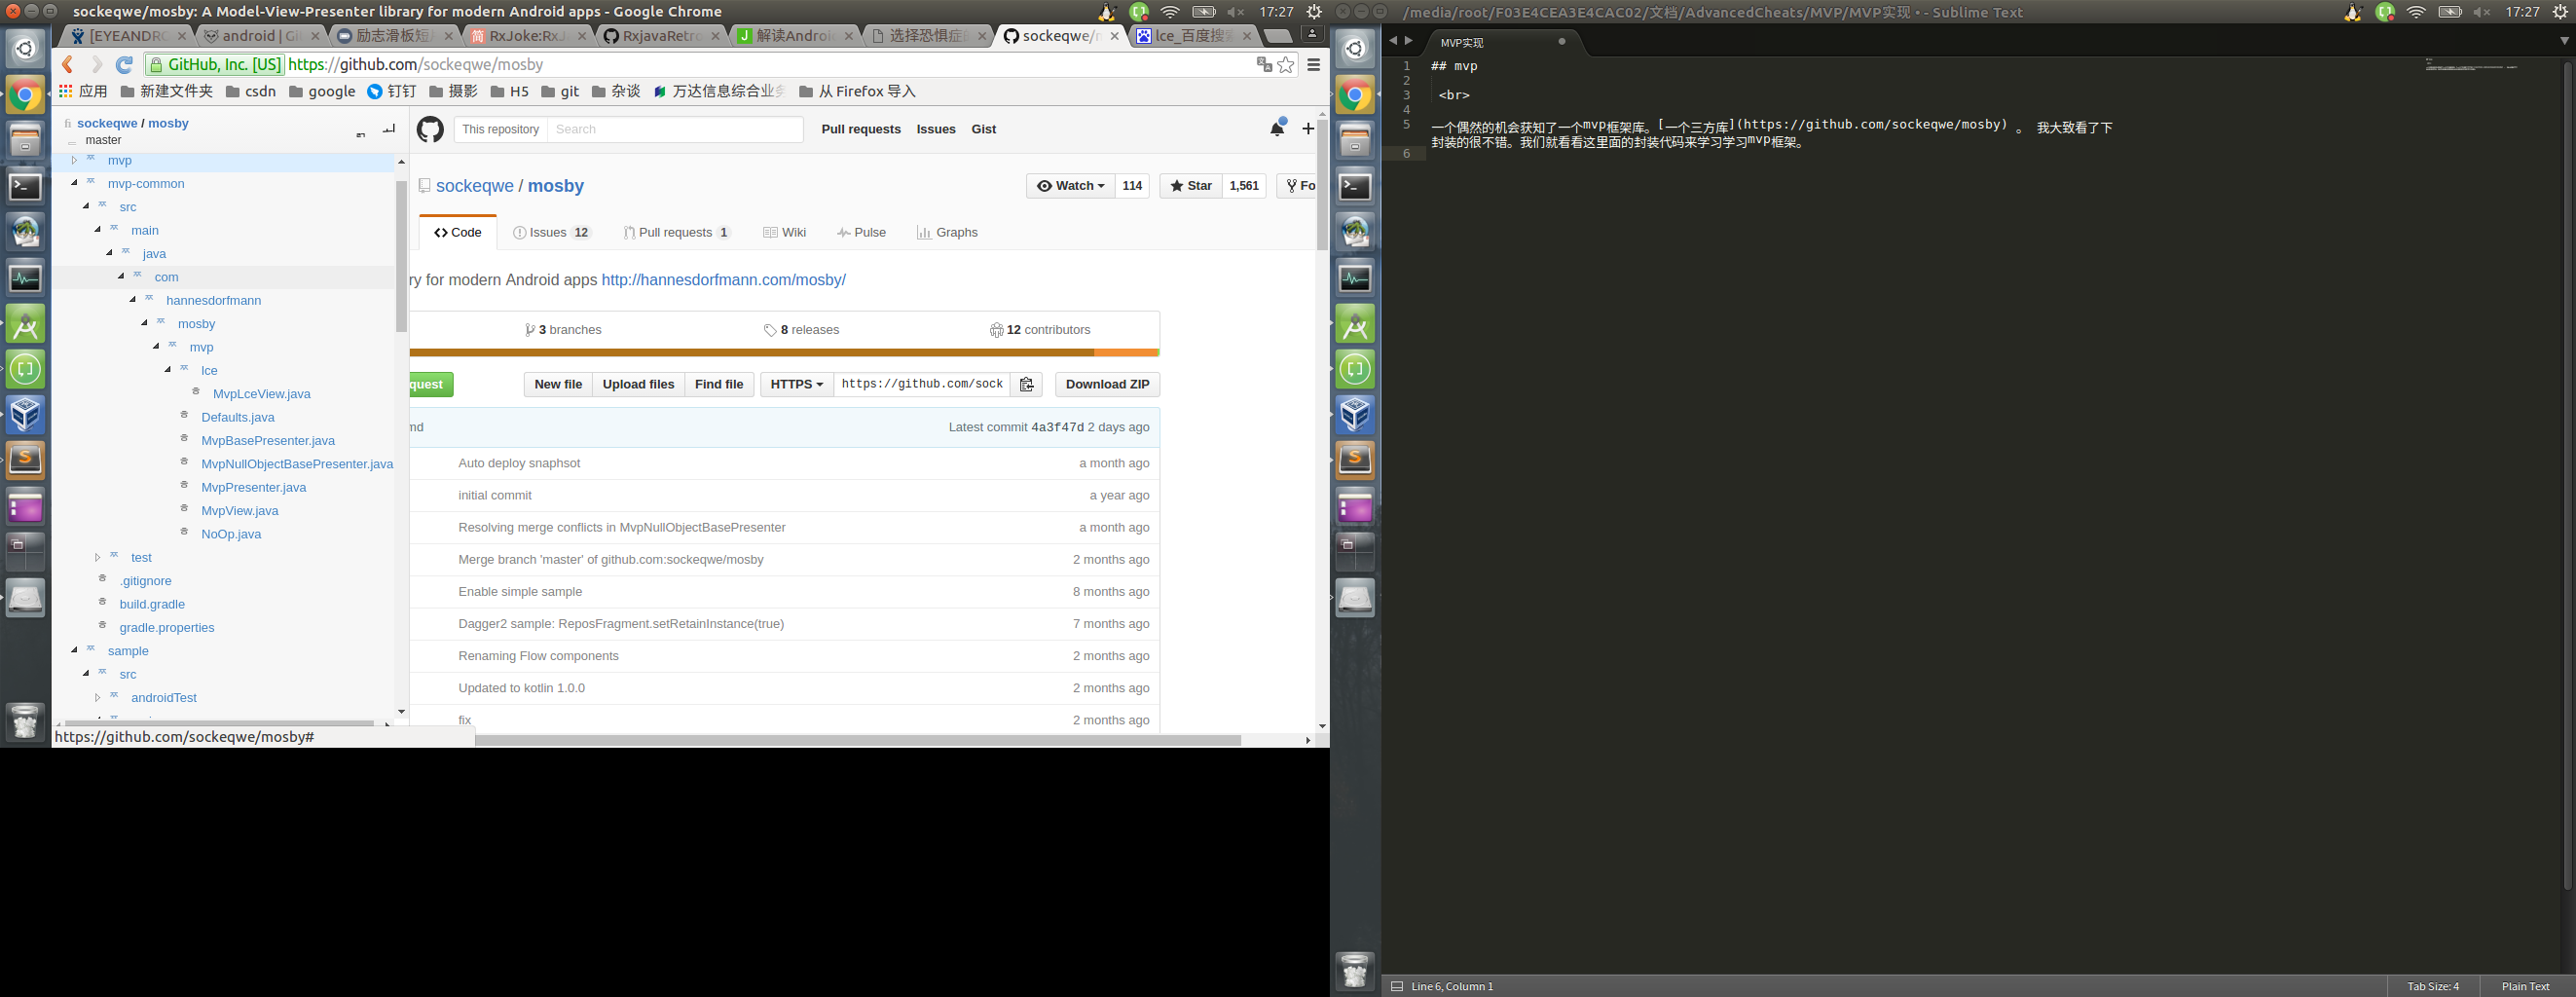 sockeqwe/mosby: A Model-View-Presenter library for modern Android apps - Google Chrome
17:27
[EYEANDRO
android | Gi
励志滑板短
RxJoke:RxJ
RxjavaRetro
解读Android
选择恐惧症
sockeqwe/m
lce_百度搜
GitHub, Inc. [US] https://github.com/sockeqwe/mosby
应用
新建文件夹
csdn
google
钉钉
摄影
H5
git
杂谈
万达信息综合业务
从 Firefox 导入
sockeqwe / mosby
master
mvp
mvp-common
src
main
java
com
hannesdorfmann
mosby
mvp
lce
MvpLceView.java
Defaults.java
MvpBasePresenter.java
MvpNullObjectBasePresenter.java
MvpPresenter.java
MvpView.java
NoOp.java
test
.gitignore
build.gradle
gradle.properties
sample
src
androidTest
https://github.com/sockeqwe/mosby#
This repository Search
Pull requests Issues Gist
sockeqwe / mosby
Watch 114
Star 1,561
Fo
Code
Issues 12
Pull requests 1
Wiki
Pulse
Graphs
ry for modern Android apps http://hannesdorfmann.com/mosby/
3 branches
8 releases
12 contributors
quest
New file
Upload files
Find file
HTTPS
https://github.com/sock
Download ZIP
md
Latest commit 4a3f47d 2 days ago
Auto deploy snaphsot a month ago
initial commit a year ago
Resolving merge conflicts in MvpNullObjectBasePresenter a month ago
Merge branch 'master' of github.com:sockeqwe/mosby 2 months ago
Enable simple sample 8 months ago
Dagger2 sample: ReposFragment.setRetainInstance(true) 7 months ago
Renaming Flow components 2 months ago
Updated to kotlin 1.0.0 2 months ago
fix 2 months ago
/media/root/F03E4CEA3E4CAC02/文档/AdvancedCheats/MVP/MVP实现 • - Sublime Text
17:27
MVP实现
1 ## mvp
2
3 <br>
4
5 一个偶然的机会获知了一个mvp框架库。[一个三方库](https://github.com/sockeqwe/mosby) 。 我大致看了下
封装的很不错。我们就看看这里面的封装代码来学习学习mvp框架。
6
Line 6, Column 1
Tab Size: 4
Plain Text